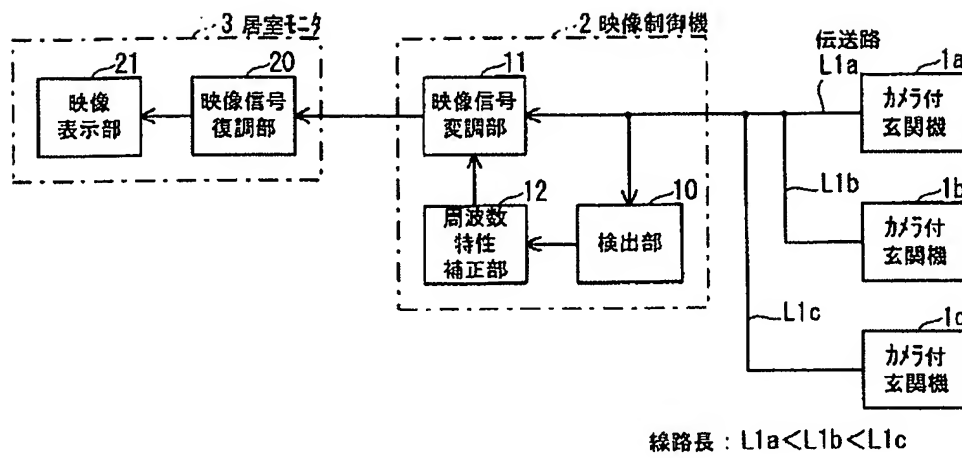 3 居室モニタ
21
映像
表示部
20
映像信号
復調部
2 映像制御機
11
映像信号
変調部
12
周波数
特性
補正部
10
検出部
伝送路
L1a
1a
カメラ付
玄関機
L1b
1b
カメラ付
玄関機
L1c
1c
カメラ付
玄関機
線路長 : L1a<L1b<L1c